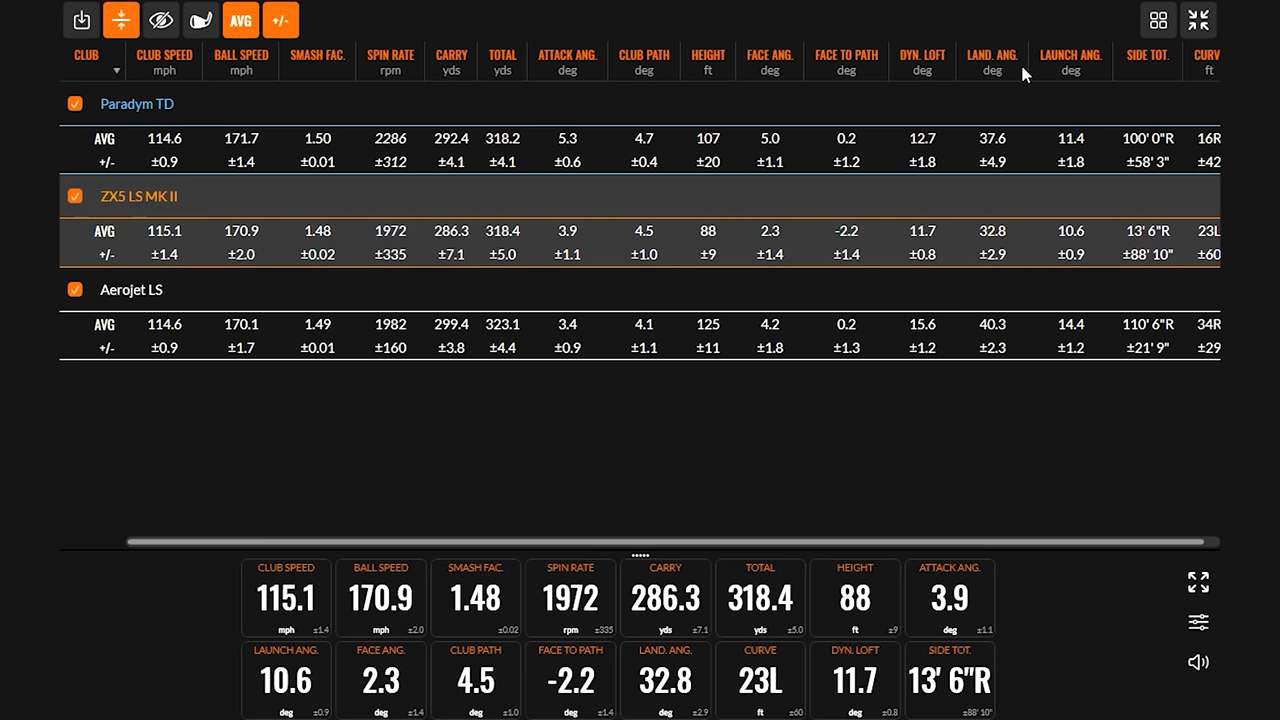 AVG +/-
CLUB CLUB SPEED BALL SPEED SMASH FAC. SPIN RATE CARRY TOTAL ATTACK ANG. CLUB PATH HEIGHT FACE ANG. FACE TO PATH DYN. LOFT LAND. ANG. LAUNCH ANG. SIDE TOT. CURV
mph mph rpm yds yds deg deg ft deg deg deg deg deg ft
Paradym TD
AVG 114.6 171.7 1.50 2286 292.4 318.2 5.3 4.7 107 5.0 0.2 12.7 37.6 11.4 100' 0"R 16R
+/- ±0.9 ±1.4 ±0.01 ±312 ±4.1 ±4.1 ±0.6 ±0.4 ±20 ±1.1 ±1.2 ±1.8 ±4.9 ±1.8 ±58' 3" ±42
ZX5 LS MK II
AVG 115.1 170.9 1.48 1972 286.3 318.4 3.9 4.5 88 2.3 -2.2 11.7 32.8 10.6 13' 6"R 23L
+/- ±1.4 ±2.0 ±0.02 ±335 ±7.1 ±5.0 ±1.1 ±1.0 ±9 ±1.4 ±1.4 ±0.8 ±2.9 ±0.9 ±88' 10" ±60
Aerojet LS
AVG 114.6 170.1 1.49 1982 299.4 323.1 3.4 4.1 125 4.2 0.2 15.6 40.3 14.4 110' 6"R 34R
+/- ±0.9 ±1.7 ±0.01 ±160 ±3.8 ±4.4 ±0.9 ±1.1 ±11 ±1.8 ±1.3 ±1.2 ±2.3 ±1.2 ±21' 9" ±29
CLUB SPEED BALL SPEED SMASH FAC. SPIN RATE CARRY TOTAL HEIGHT ATTACK ANG.
115.1 170.9 1.48 1972 286.3 318.4 88 3.9
mph ±1.4 mph ±2.0 ±0.02 rpm ±335 yds ±7.1 yds ±5.0 ft ±9 deg ±1.1
LAUNCH ANG. FACE ANG. CLUB PATH FACE TO PATH LAND. ANG. CURVE DYN. LOFT SIDE TOT.
10.6 2.3 4.5 -2.2 32.8 23L 11.7 13' 6"R
deg ±0.9 deg ±1.4 deg ±1.0 deg ±1.4 deg ±2.9 ft ±60 deg ±0.8 ±88' 10"